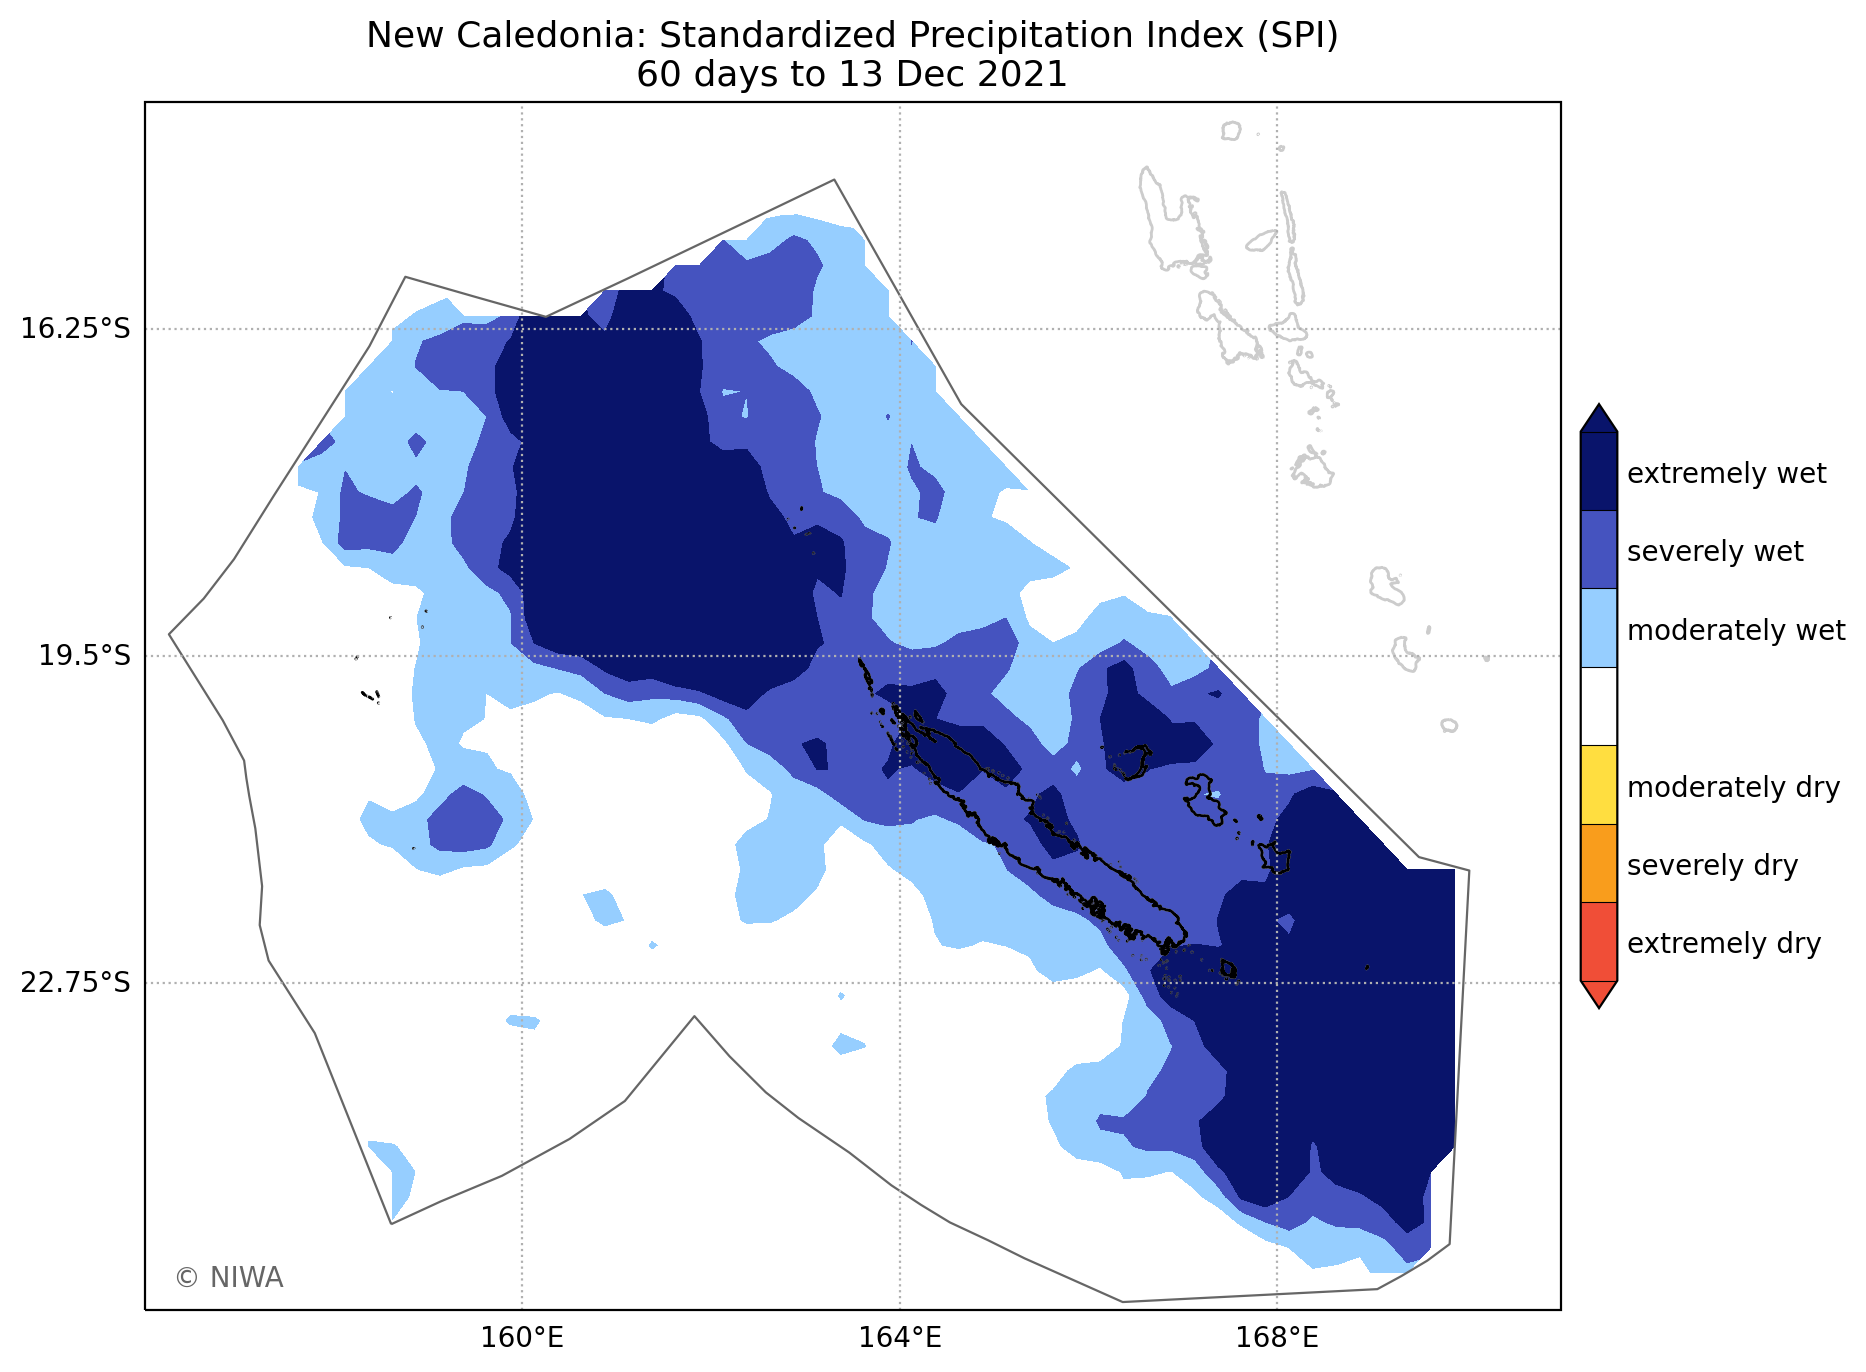 New Caledonia: Standardized Precipitation Index (SPI)
60 days to 13 Dec 2021
16.25°S
19.5°S
22.75°S
160°E
164°E
168°E
extremely wet
severely wet
moderately wet
moderately dry
severely dry
extremely dry
© NIWA